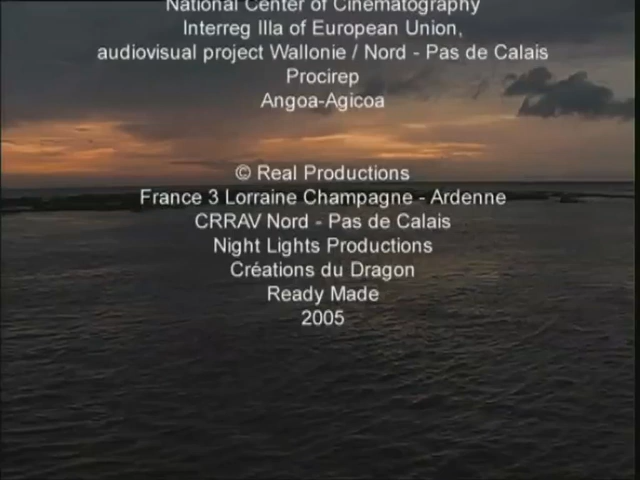 National Center of Cinematography
Interreg IIIa of European Union,
audiovisual project Wallonie / Nord - Pas de Calais
Procirep
Angoa-Agicoa
© Real Productions
France 3 Lorraine Champagne - Ardenne
CRRAV Nord - Pas de Calais
Night Lights Productions
Créations du Dragon
Ready Made
2005